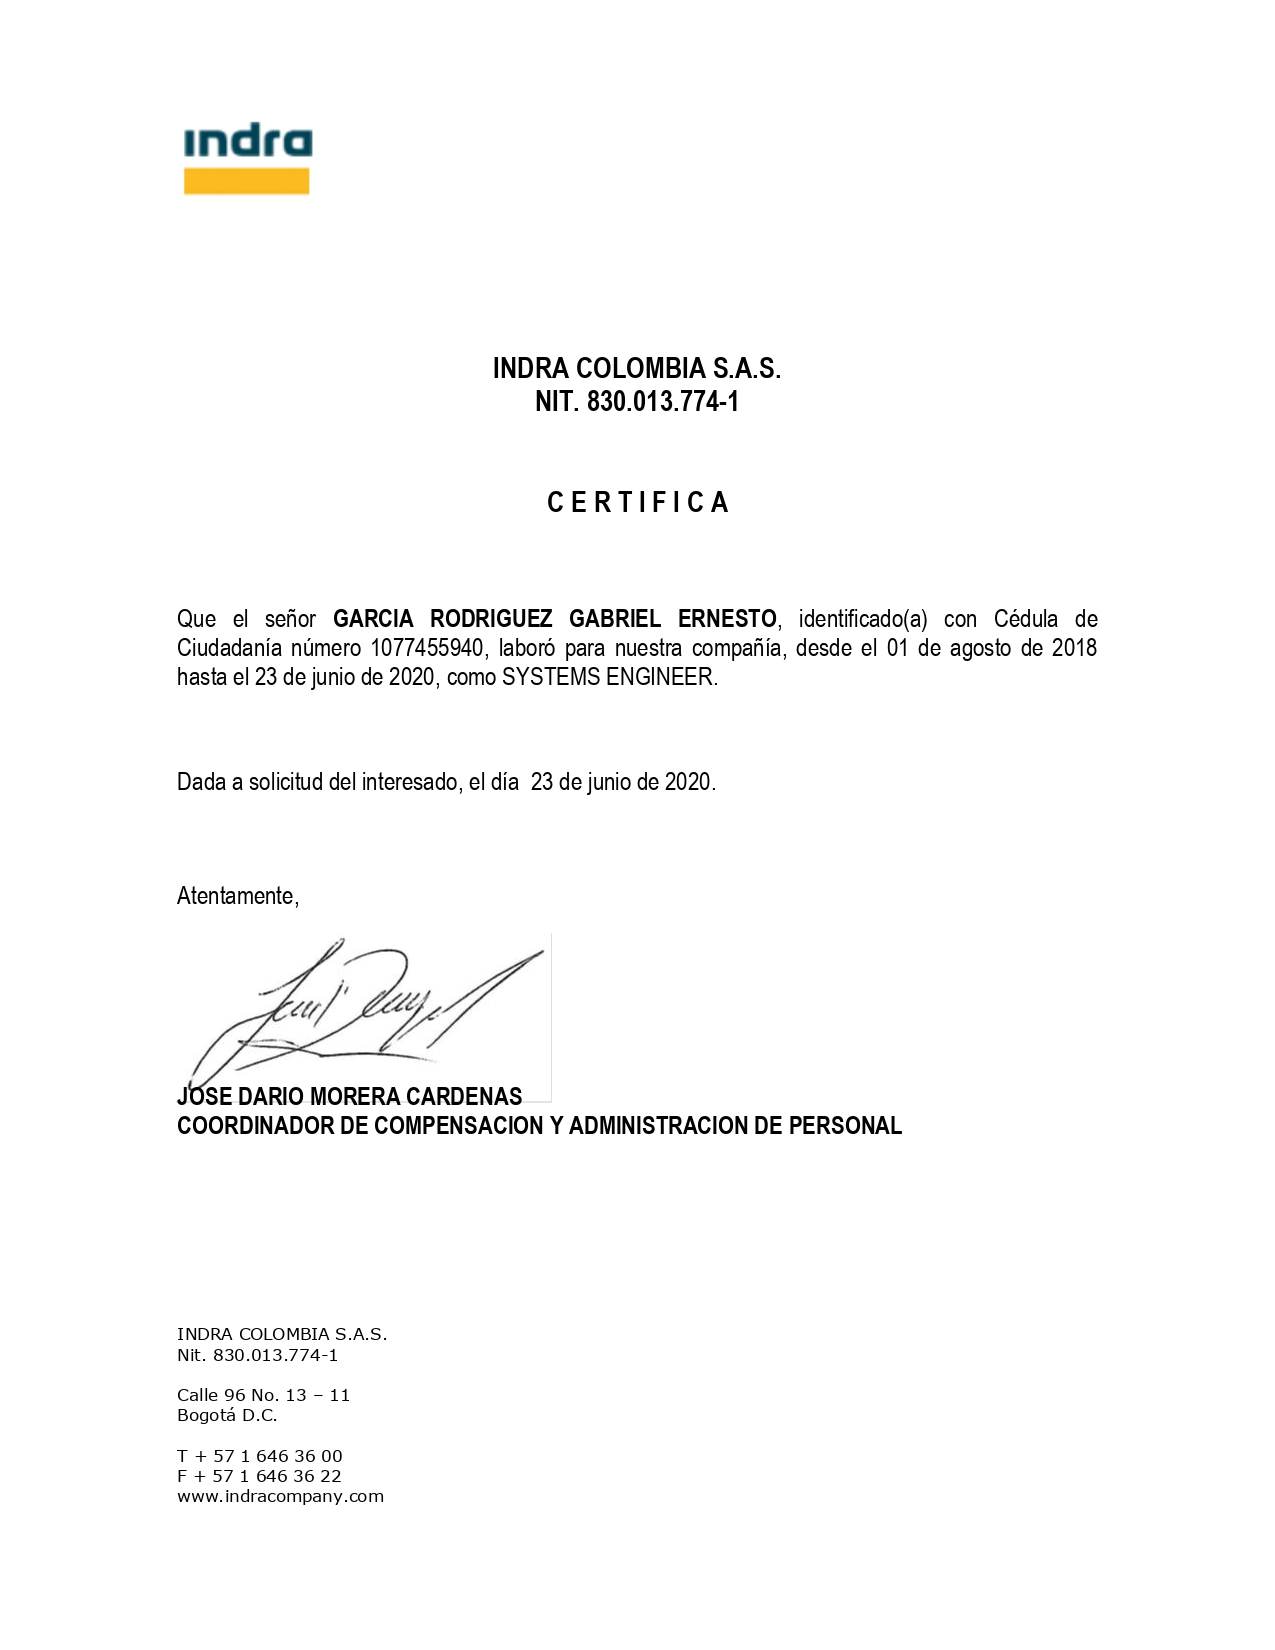 indra
INDRA COLOMBIA S.A.S.
NIT. 830.013.774-1
C E R T I F I C A
Que el señor GARCIA RODRIGUEZ GABRIEL ERNESTO, identificado(a) con Cédula de
Ciudadanía número 1077455940, laboró para nuestra compañía, desde el 01 de agosto de 2018
hasta el 23 de junio de 2020, como SYSTEMS ENGINEER.
Dada a solicitud del interesado, el día  23 de junio de 2020.
Atentamente,
JOSE DARIO MORERA CARDENAS
COORDINADOR DE COMPENSACION Y ADMINISTRACION DE PERSONAL
INDRA COLOMBIA S.A.S.
Nit. 830.013.774-1
Calle 96 No. 13 – 11
Bogotá D.C.
T + 57 1 646 36 00
F + 57 1 646 36 22
www.indracompany.com